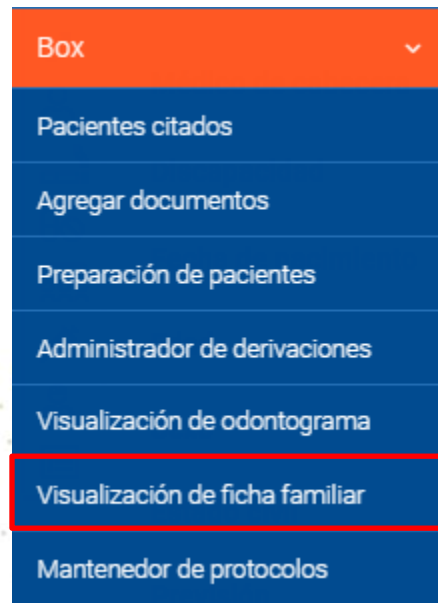 Box
Pacientes citados
Agregar documentos
Preparación de pacientes
Administrador de derivaciones
Visualización de odontograma
Visualización de ficha familiar
Mantenedor de protocolos